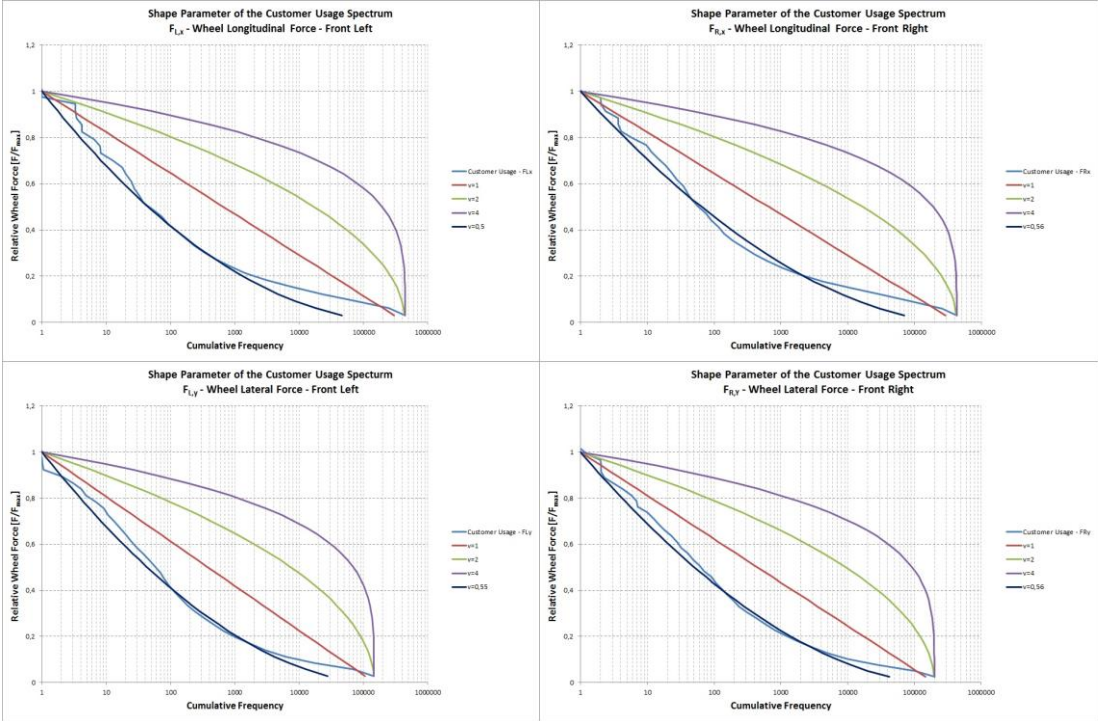 Shape Parameter of the Customer Usage Spectrum
F_L,x - Wheel Longitudinal Force - Front Left
1,2
1
0,8
0,6
0,4
0,2
0
Relative Wheel Force [F/F_max]
1 10 100 1000 10000 100000 1000000
Cumulative Frequency
Customer Usage - FLx
v=1
v=2
v=4
v=0,5
Shape Parameter of the Customer Usage Spectrum
F_R,x - Wheel Longitudinal Force - Front Right
1,2
1
0,8
0,6
0,4
0,2
0
Relative Wheel Force [F/F_max]
1 10 100 1000 10000 100000 1000000
Cumulative Frequency
Customer Usage - FRx
v=1
v=2
v=4
v=0,56
Shape Parameter of the Customer Usage Specturm
F_L,y - Wheel Lateral Force - Front Left
1,2
1
0,8
0,6
0,4
0,2
0
Relative Wheel Force [F/F_max]
1 10 100 1000 10000 100000 1000000
Cumulative Frequency
Customer Usage - FLy
v=1
v=2
v=4
v=0,55
Shape Parameter of the Customer Usage Spectrum
F_R,Y - Wheel Lateral Force - Front Right
1,2
1
0,8
0,6
0,4
0,2
0
Relative Wheel Force [F/F_max]
1 10 100 1000 10000 100000 1000000
Cumulative Frequency
Customer Usage - FRy
v=1
v=2
v=4
v=0,56